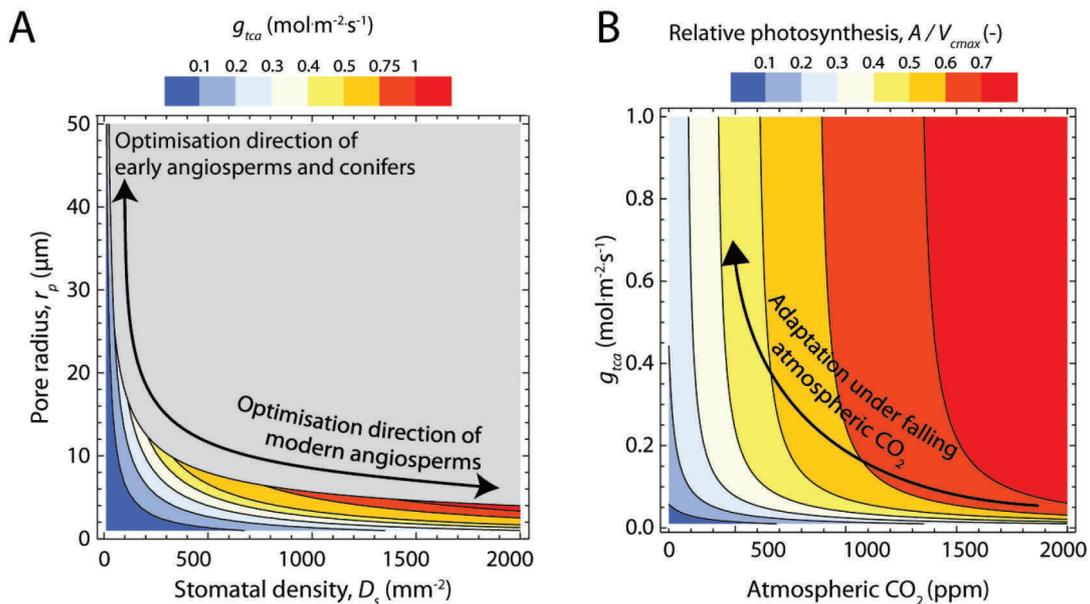 A
g_tca (mol·m⁻²·s⁻¹)
0.1 0.2 0.3 0.4 0.5 0.75 1
50
40
30
20
10
0
Pore radius, r_p (µm)
Optimisation direction of
early angiosperms and conifers
Optimisation direction of
modern angiosperms
0 500 1000 1500 2000
Stomatal density, D_s (mm⁻²)
B
Relative photosynthesis, A / V_cmax (-)
0.1 0.2 0.3 0.4 0.5 0.6 0.7
1.0
0.8
0.6
0.4
0.2
0.0
g_tca (mol·m⁻²·s⁻¹)
Adaptation under falling
atmospheric CO₂
0 500 1000 1500 2000
Atmospheric CO₂ (ppm)